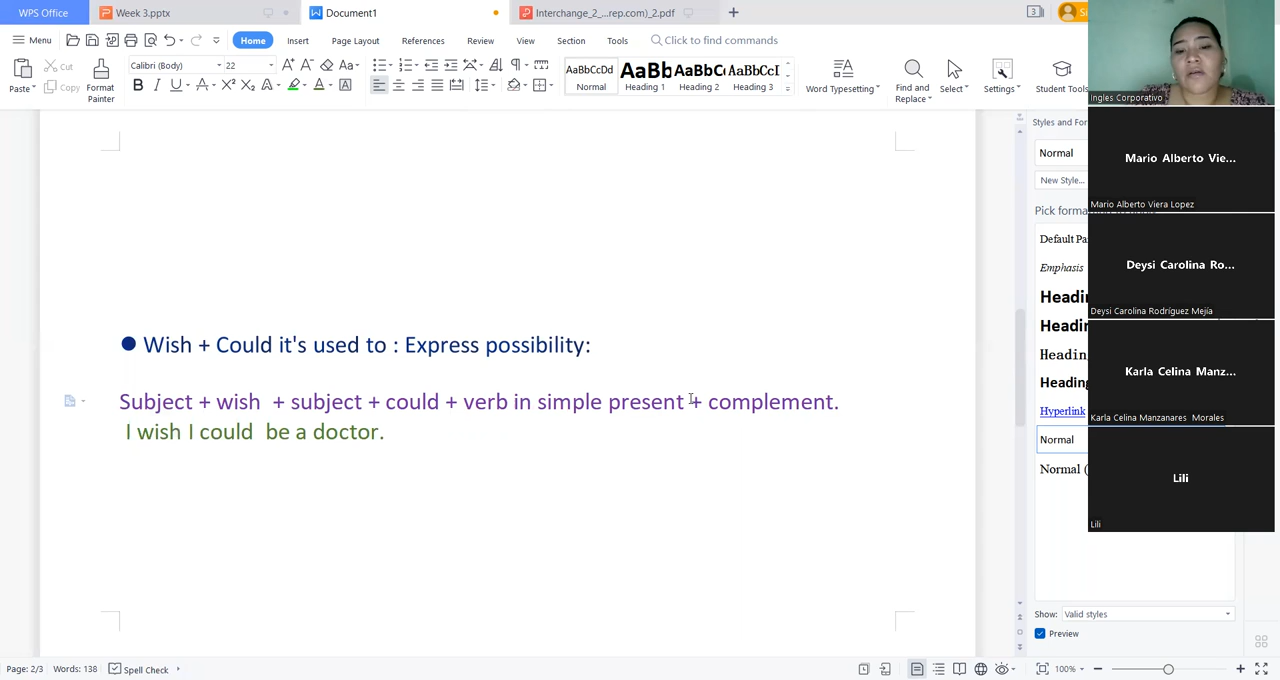 WPS Office
Week 3.pptx
Document1
Interchange_2_...rep.com)_2.pdf
+
3
Menu
Home
Insert
Page Layout
References
Review
View
Section
Tools
Click to find commands
Paste
Cut
Copy
Format
Painter
Calibri (Body)
22
AaBbCcDd
Normal
AaBb
Heading 1
AaBbC
Heading 2
AaBbCcI
Heading 3
Word Typesetting
Find and
Replace
Select
Settings
Student Tools
Wish + Could it's used to : Express possibility:
Subject + wish + subject + could + verb in simple present + complement.
I wish I could be a doctor.
Styles and For
Normal
New Style...
Pick forma
Default Pa
Emphasis
Headi
Headi
Headin
Headin
Hyperlink
Normal
Normal (
Show:
Valid styles
Preview
Ingles Corporativo
Mario Alberto Vie...
Mario Alberto Viera Lopez
Deysi Carolina Ro...
Deysi Carolina Rodríguez Mejía
Karla Celina Manz...
Karla Celina Manzanares Morales
Lili
Lili
Page: 2/3
Words: 138
Spell Check
100%